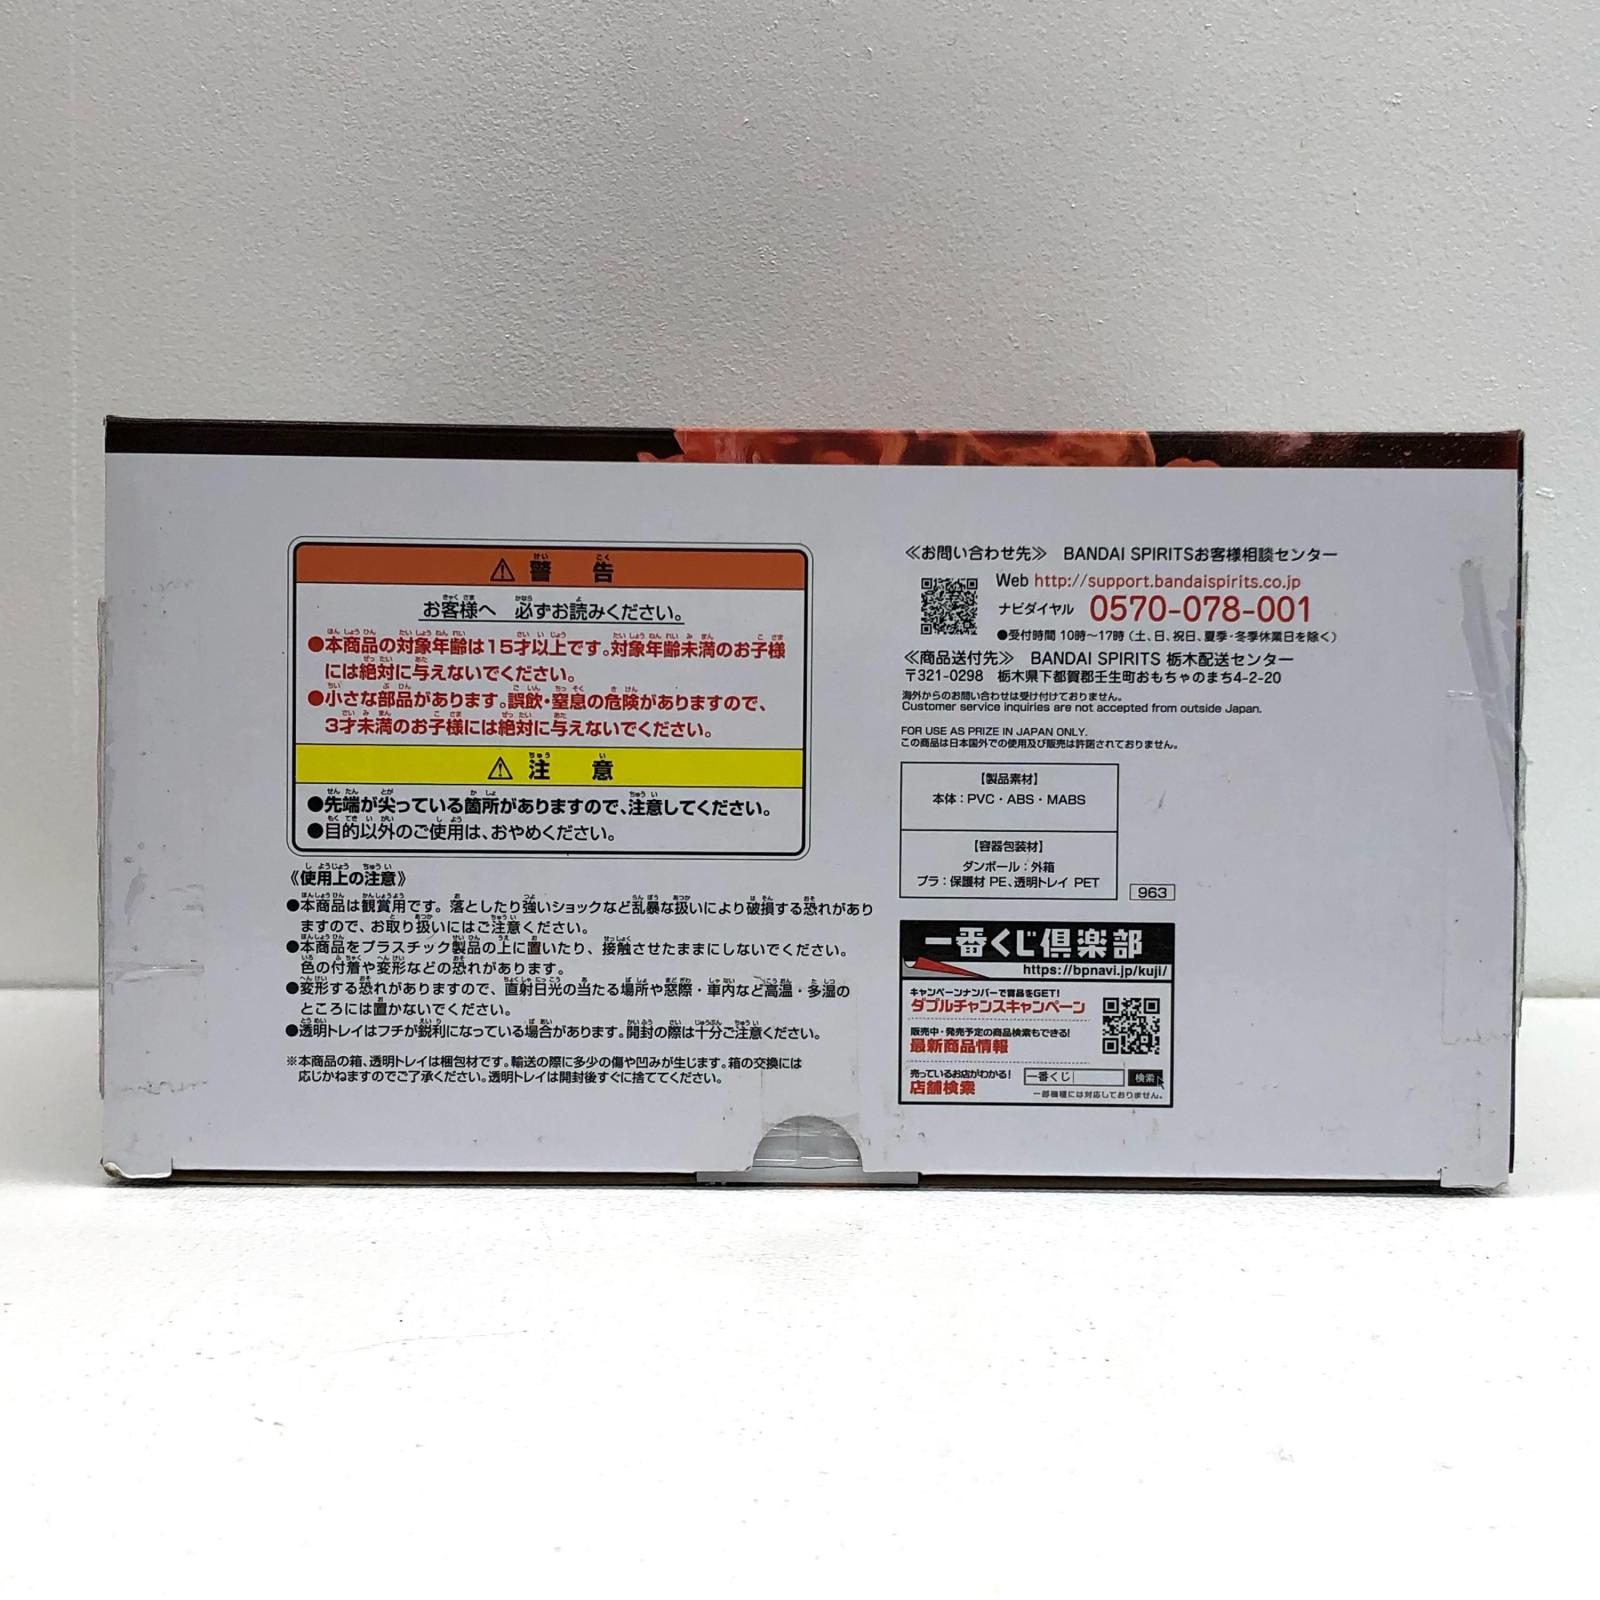 警告
お客様へ 必ずお読みください。
●本商品の対象年齢は15才以上です。対象年齢未満のお子様
には絶対に与えないでください。
●小さな部品があります。誤飲・窒息の危険がありますので、
3才未満のお子様には絶対に与えないでください。
注意
●先端が尖っている箇所がありますので、注意してください。
●目的以外のご使用は、おやめください。
《使用上の注意》
●本商品は観賞用です。落としたり強いショックなど乱暴な扱いにより破損する恐れがあり
ますので、お取り扱いにはご注意ください。
●本商品をプラスチック製品の上に置いたり、接触させたままにしないでください。
色の付着や変形などの恐れがあります。
●変形する恐れがありますので、直射日光の当たる場所や窓際・車内など高温・多湿の
ところには置かないでください。
●透明トレイはフチが鋭利になっている場合があります。開封の際は十分ご注意ください。
※本商品の箱、透明トレイは梱包材です。輸送の際に多少の傷や凹みが生じます。箱の交換には
応じかねますのでご了承ください。透明トレイは開封後すぐに捨ててください。
≪お問い合わせ先≫ BANDAI SPIRITSお客様相談センター
Web http://support.bandaispirits.co.jp
ナビダイヤル 0570-078-001
●受付時間 10時〜17時(土、日、祝日、夏季・冬季休業日を除く)
≪商品送付先≫ BANDAI SPIRITS 栃木配送センター
〒321-0298 栃木県下都賀郡壬生町おもちゃのまち4-2-20
海外からのお問い合わせは受け付けておりません。
Customer service inquiries are not accepted from outside Japan.
FOR USE AS PRIZE IN JAPAN ONLY.
この商品は日本国外での使用及び販売は許諾されておりません。
【製品素材】
本体：PVC・ABS・MABS
【容器包装材】
ダンボール：外箱
プラ：保護材 PE、透明トレイ PET
963
一番くじ倶楽部
https://bpnavi.jp/kuji/
キャンペーンナンバーで賞品をGET!
ダブルチャンスキャンペーン
販売中・発売予定の商品検索もできる!
最新商品情報
売っているお店がわかる!
店舗検索
一番くじ 検索
一部機種には対応しておりません。